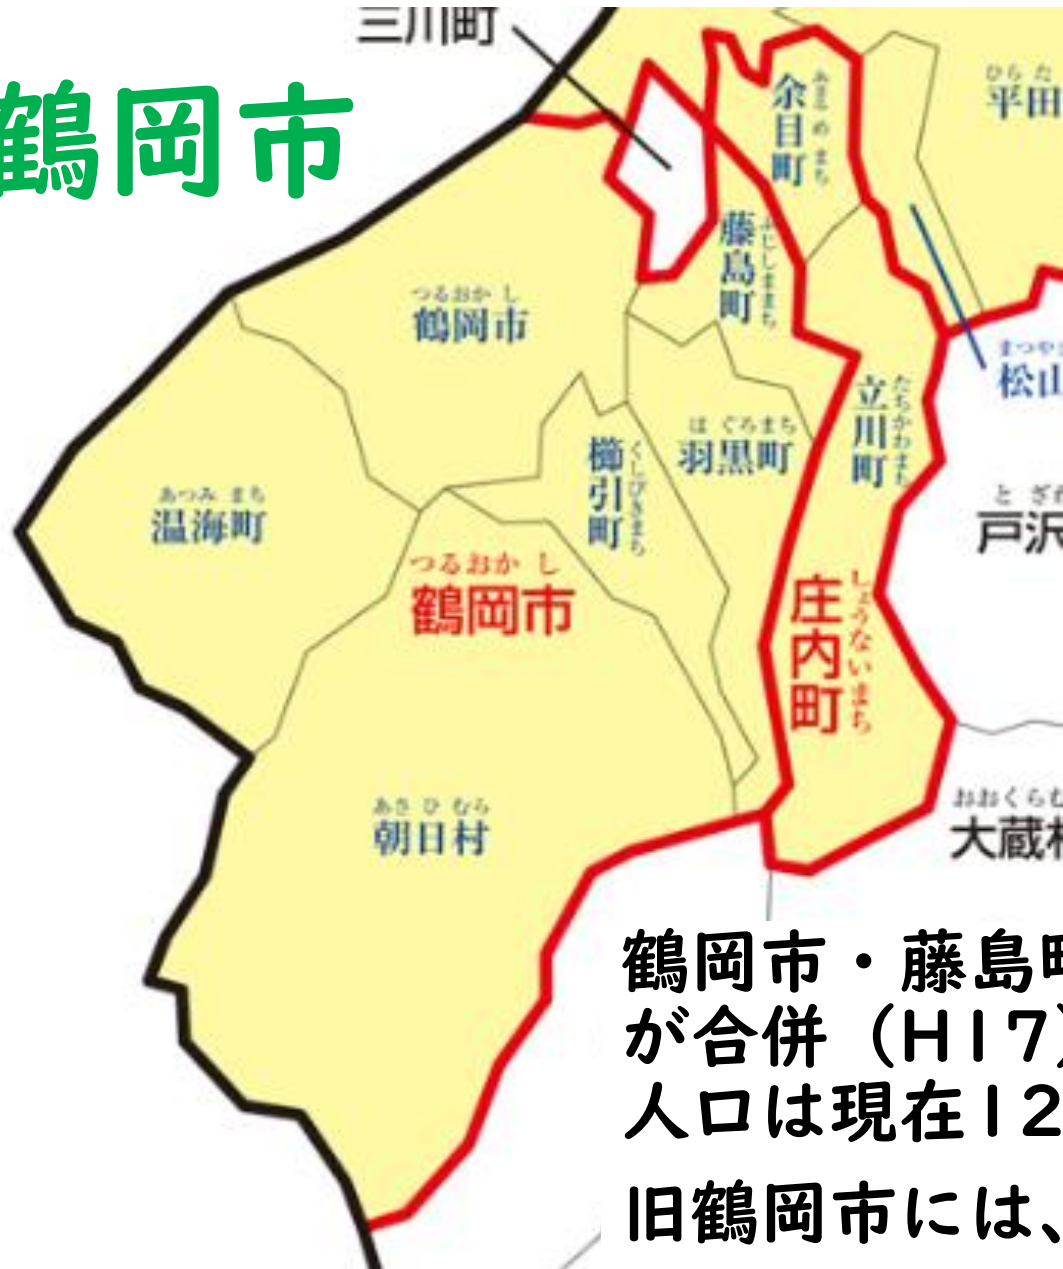 三川町
鶴岡市
あまるめまち
余目町
ひらた
平田
ふじしままち
藤島町
つるおかし
鶴岡市
まつや
松山
たちかわまち
立川町
はぐろまち
羽黒町
くしびきまち
櫛引町
あつみまち
温海町
とざ
戸沢
つるおかし
鶴岡市
しょうないまち
庄内町
あさひむら
朝日村
おおくらむ
大蔵村
鶴岡市・藤島町
が合併（H17）
人口は現在12
旧鶴岡市には、